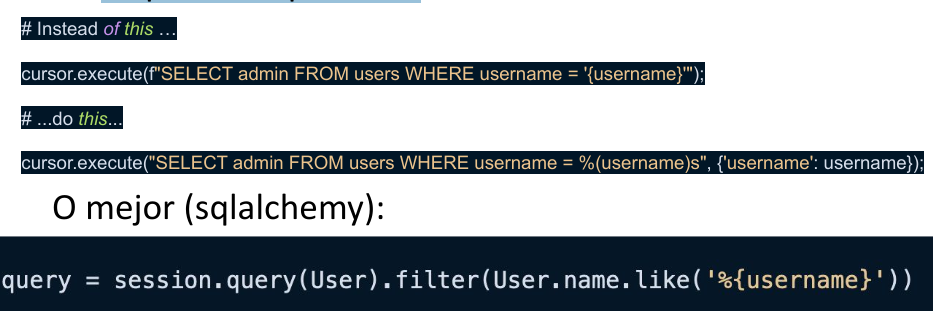 # Instead of this …
cursor.execute(f"SELECT admin FROM users WHERE username = '{username}'");
# ...do this...
cursor.execute("SELECT admin FROM users WHERE username = %(username)s", {'username': username});
O mejor (sqlalchemy):
query = session.query(User).filter(User.name.like('%{username}'))